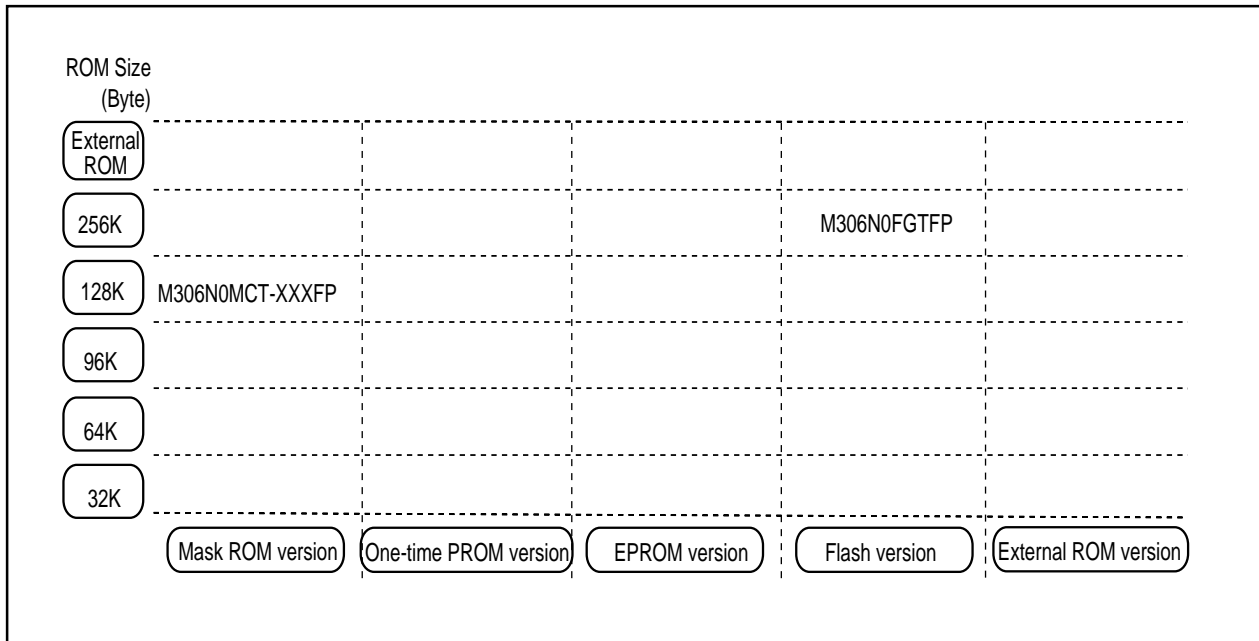 ROM Size
(Byte)
External
ROM
256K
M306N0FGTFP
128K
M306N0MCT-XXXFP
96K
64K
32K
Mask ROM version
One-time PROM version
EPROM version
Flash version
External ROM version